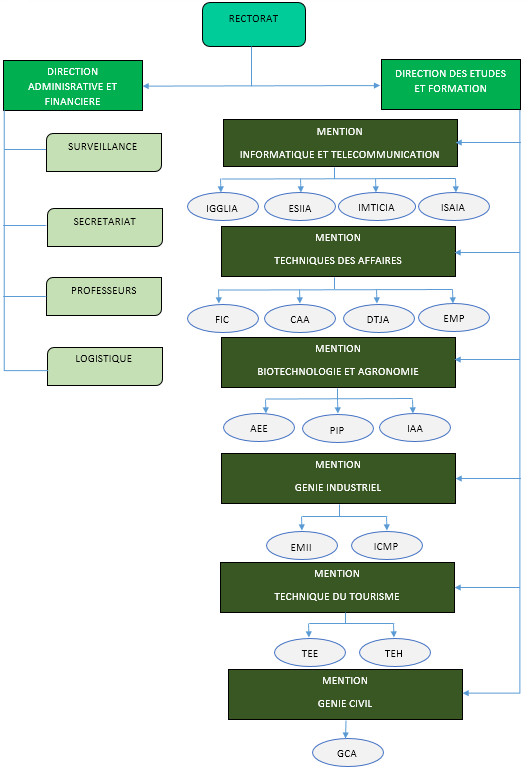 RECTORAT
DIRECTION
ADMINISRATIVE ET
FINANCIERE
DIRECTION DES ETUDES
ET FORMATION
SURVEILLANCE
SECRETARIAT
PROFESSEURS
LOGISTIQUE
MENTION
INFORMATIQUE ET TELECOMMUNICATION
IGGLIA
ESIIA
IMTICIA
ISAIA
MENTION
TECHNIQUES DES AFFAIRES
FIC
CAA
DTJA
EMP
MENTION
BIOTECHNOLOGIE ET AGRONOMIE
AEE
PIP
IAA
MENTION
GENIE INDUSTRIEL
EMII
ICMP
MENTION
TECHNIQUE DU TOURISME
TEE
TEH
MENTION
GENIE CIVIL
GCA